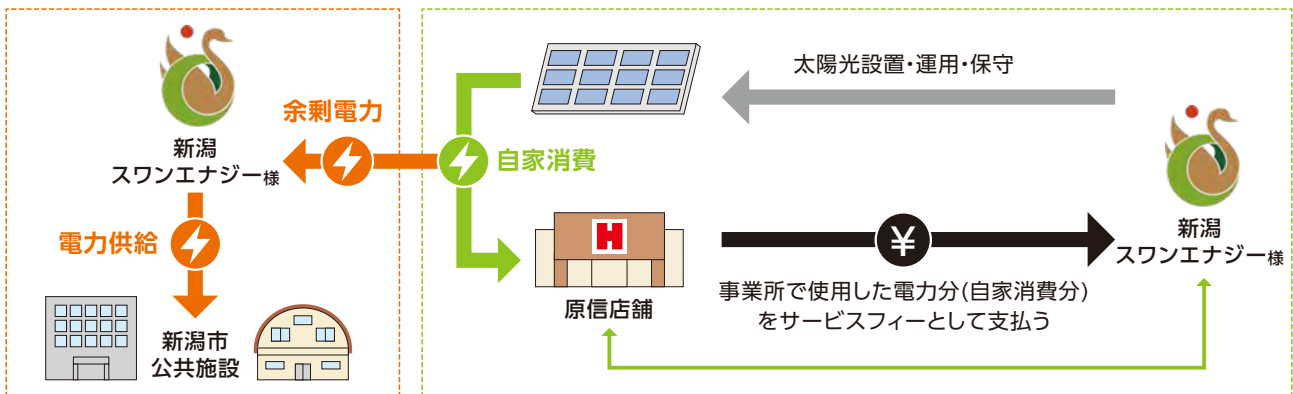 新潟
スワンエナジー様
余剰電力
電力供給
新潟市
公共施設
自家消費
太陽光設置・運用・保守
H
原信店舗
¥
事業所で使用した電力分(自家消費分)
をサービスフィーとして支払う
新潟
スワンエナジー様